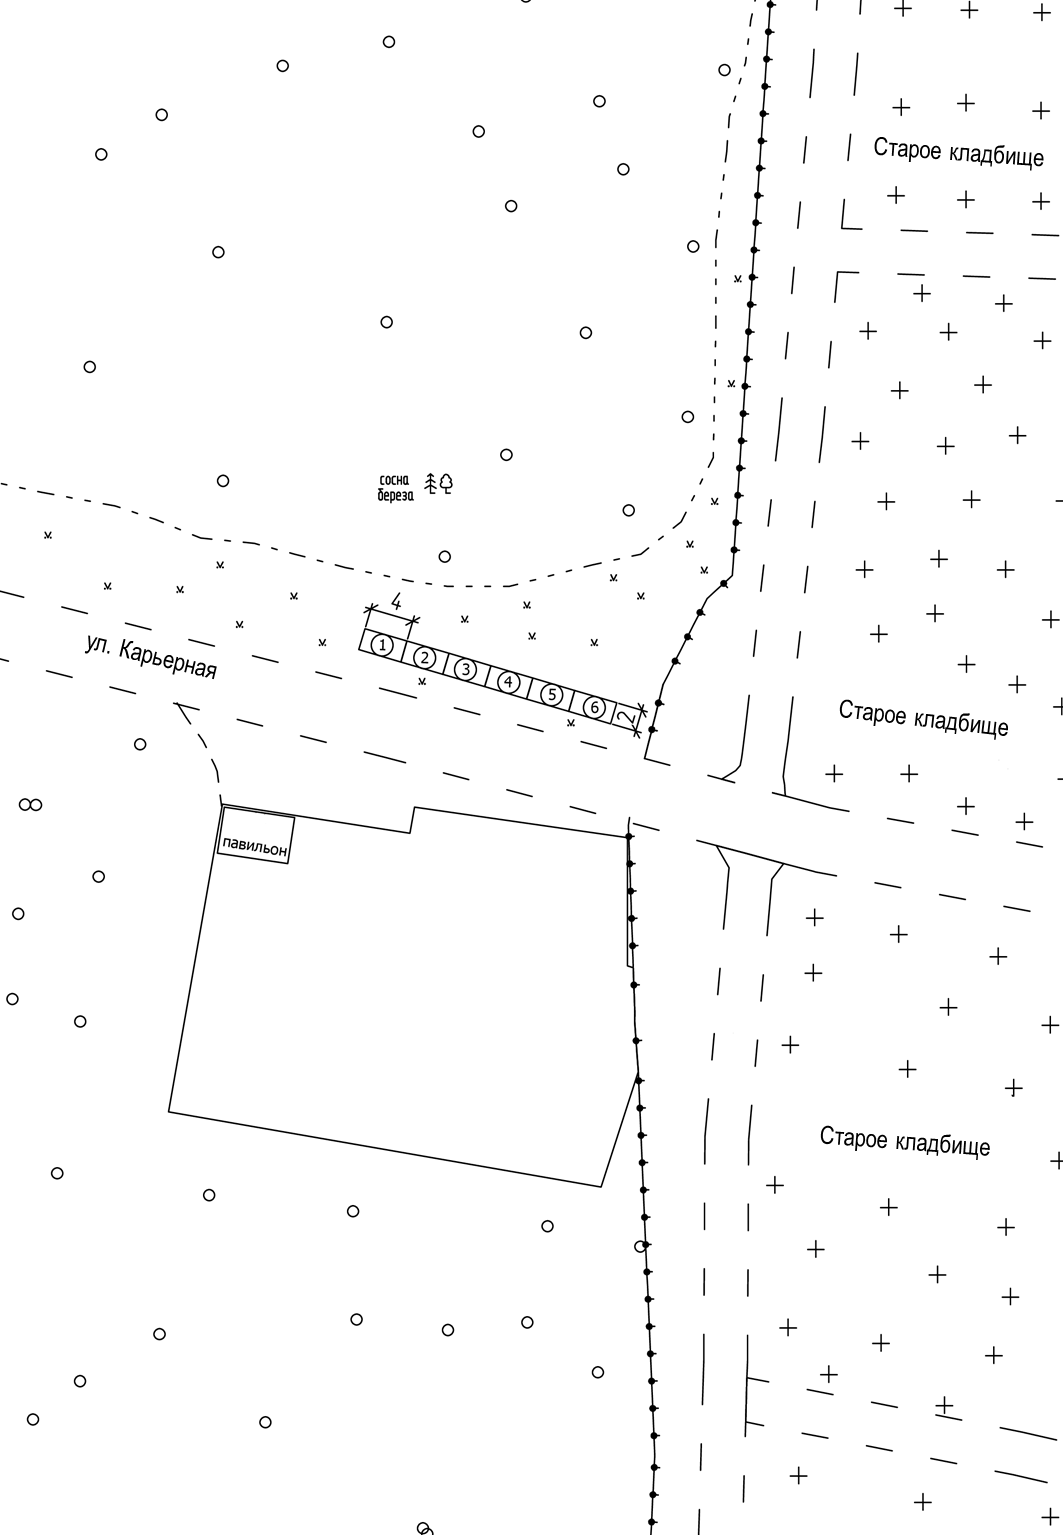 Старое кладбище
сосна
береза
4
ул. Карьерная
1 2 3 4 5 6 2
Старое кладбище
павильон
Старое кладбище